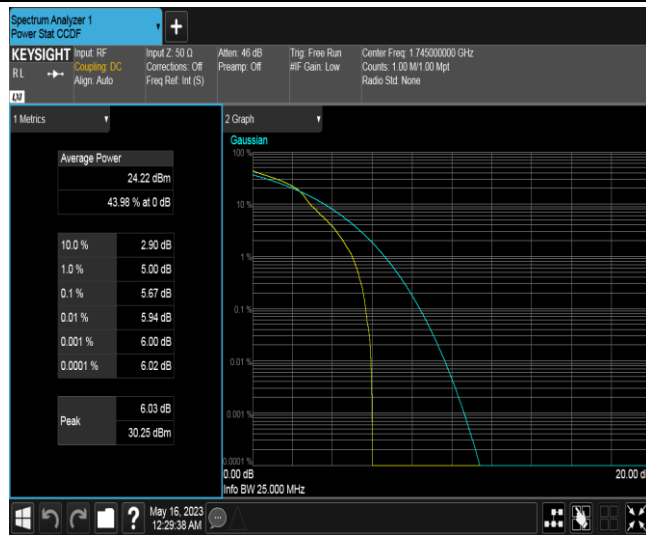 Spectrum Analyzer 1
Power Stat CCDF
+
KEYSIGHT
RL
Input: RF
Coupling: DC
Align: Auto
Input Z: 50 Ω
Corrections: Off
Freq Ref: Int (S)
Atten: 46 dB
Preamp: Off
Trig: Free Run
#IF Gain: Low
Center Freq: 1.745000000 GHz
Counts: 1.00 M/1.00 Mpt
Radio Std: None
LXI
1 Metrics
Average Power
24.22 dBm
43.98 % at 0 dB
10.0 % 2.90 dB
1.0 % 5.00 dB
0.1 % 5.67 dB
0.01 % 5.94 dB
0.001 % 6.00 dB
0.0001 % 6.02 dB
Peak
6.03 dB
30.25 dBm
2 Graph
Gaussian
100 %
10 %
1 %
0.1 %
0.01 %
0.001 %
0.0001 %
0.00 dB 20.00 d
Info BW 25.000 MHz
?
May 16, 2023
12:29:38 AM